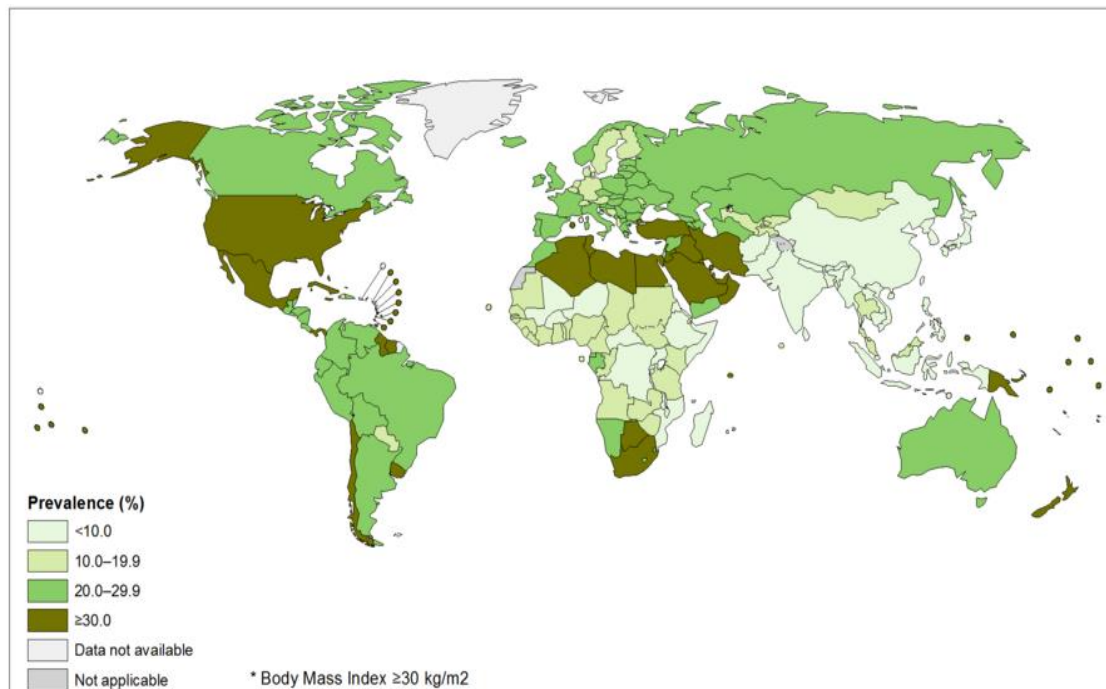 Prevalence (%)
<10.0
10.0–19.9
20.0–29.9
≥30.0
Data not available
Not applicable
* Body Mass Index ≥30 kg/m2